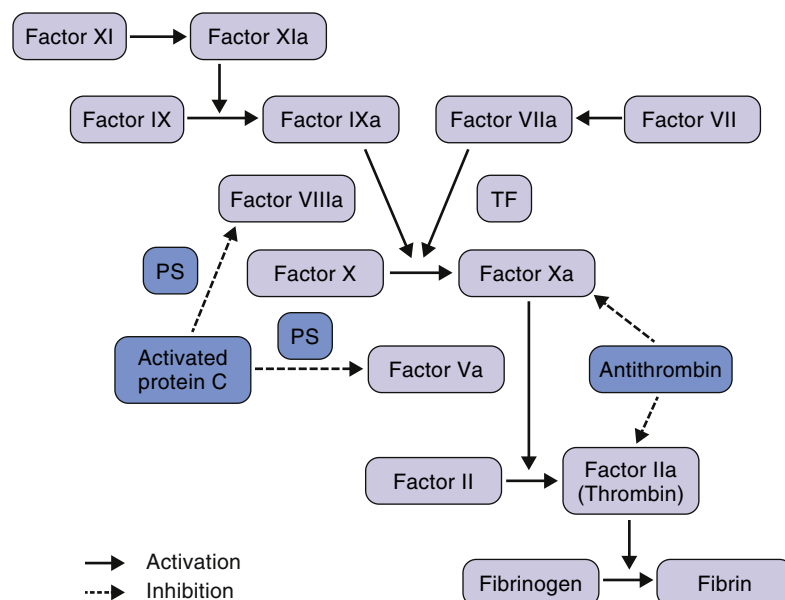 Factor XI
Factor XIa
Factor IX
Factor IXa
Factor VIIa
Factor VII
Factor VIIIa
TF
PS
Factor X
Factor Xa
PS
Activated
protein C
Factor Va
Antithrombin
Factor II
Factor IIa
(Thrombin)
Activation
Inhibition
Fibrinogen
Fibrin